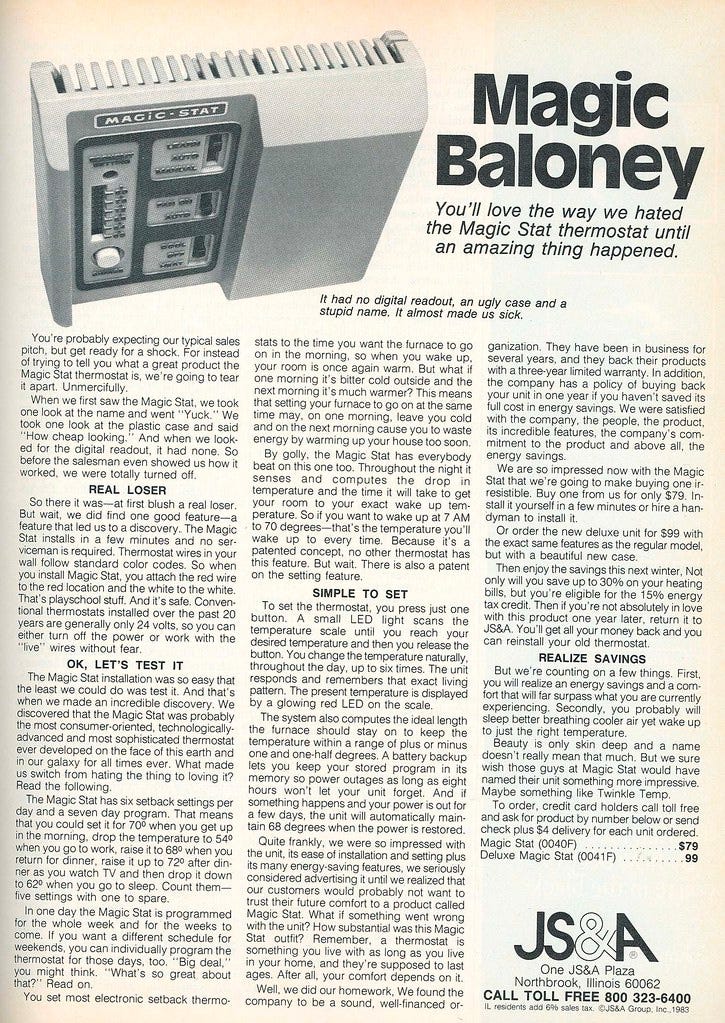 MAGIC-STAT
LEARN
AUTO
MANUAL
FAN ON
AUTO
COOL
OFF
HEAT
Magic
Baloney
You'll love the way we hated
the Magic Stat thermostat until
an amazing thing happened.
It had no digital readout, an ugly case and a
stupid name. It almost made us sick.
You're probably expecting our typical sales
pitch, but get ready for a shock. For instead
of trying to tell you what a great product the
Magic Stat thermostat is, we're going to tear
it apart. Unmercifully.
When we first saw the Magic Stat, we took
one look at the name and went "Yuck." We
took one look at the plastic case and said
"How cheap looking." And when we look-
ed for the digital readout, it had none. So
before the salesman even showed us how it
worked, we were totally turned off.
REAL LOSER
So there it was—at first blush a real loser.
But wait, we did find one good feature—a
feature that led us to a discovery. The Magic
Stat installs in a few minutes and no ser-
viceman is required. Thermostat wires in your
wall follow standard color codes. So when
you install Magic Stat, you attach the red wire
to the red location and the white to the white.
That's playschool stuff. And it's safe. Conven-
tional thermostats installed over the past 20
years are generally only 24 volts, so you can
either turn off the power or work with the
"live" wires without fear.
OK, LET'S TEST IT
The Magic Stat installation was so easy that
the least we could do was test it. And that's
when we made an incredible discovery. We
discovered that the Magic Stat was probably
the most consumer-oriented, technologically-
advanced and most sophisticated thermostat
ever developed on the face of this earth and
in our galaxy for all times ever. What made
us switch from hating the thing to loving it?
Read the following.
The Magic Stat has six setback settings per
day and a seven day program. That means
that you could set it for 70º when you get up
in the morning, drop the temperature to 54º
when you go to work, raise it to 68º when you
return for dinner, raise it up to 72º after din-
ner as you watch TV and then drop it down
to 62º when you go to sleep. Count them—
five settings with one to spare.
In one day the Magic Stat is programmed
for the whole week and for the weeks to
come. If you want a different schedule for
weekends, you can individually program the
thermostat for those days, too. "Big deal,"
you might think. "What's so great about
that?" Read on.
You set most electronic setback thermo-
stats to the time you want the furnace to go
on in the morning, so when you wake up,
your room is once again warm. But what if
one morning it's bitter cold outside and the
next morning it's much warmer? This means
that setting your furnace to go on at the same
time may, on one morning, leave you cold
and on the next morning cause you to waste
energy by warming up your house too soon.
By golly, the Magic Stat has everybody
beat on this one too. Throughout the night it
senses and computes the drop in
temperature and the time it will take to get
your room to your exact wake up tem-
perature. So if you want to wake up at 7 AM
to 70 degrees—that's the temperature you'll
wake up to every time. Because it's a
patented concept, no other thermostat has
this feature. But wait. There is also a patent
on the setting feature.
SIMPLE TO SET
To set the thermostat, you press just one
button. A small LED light scans the
temperature scale until you reach your
desired temperature and then you release the
button. You change the temperature naturally,
throughout the day, up to six times. The unit
responds and remembers that exact living
pattern. The present temperature is displayed
by a glowing red LED on the scale.
The system also computes the ideal length
the furnace should stay on to keep the
temperature within a range of plus or minus
one and one-half degrees. A battery backup
lets you keep your stored program in its
memory so power outages as long as eight
hours won't let your unit forget. And if
something happens and your power is out for
a few days, the unit will automatically main-
tain 68 degrees when the power is restored.
Quite frankly, we were so impressed with
the unit, its ease of installation and setting plus
its many energy-saving features, we seriously
considered advertising it until we realized that
our customers would probably not want to
trust their future comfort to a product called
Magic Stat. What if something went wrong
with the unit? How substantial was this Magic
Stat outfit? Remember, a thermostat is
something you live with as long as you live
in your home, and they're supposed to last
ages. After all, your comfort depends on it.
Well, we did our homework, We found the
company to be a sound, well-financed or-
ganization. They have been in business for
several years, and they back their products
with a three-year limited warranty. In addition,
the company has a policy of buying back
your unit in one year if you haven't saved its
full cost in energy savings. We were satisfied
with the company, the people, the product,
its incredible features, the company's com-
mitment to the product and above all, the
energy savings.
We are so impressed now with the Magic
Stat that we're going to make buying one ir-
resistible. Buy one from us for only $79. In-
stall it yourself in a few minutes or hire a han-
dyman to install it.
Or order the new deluxe unit for $99 with
the exact same features as the regular model,
but with a beautiful new case.
Then enjoy the savings this next winter, Not
only will you save up to 30% on your heating
bills, but you're eligible for the 15% energy
tax credit. Then if you're not absolutely in love
with this product one year later, return it to
JS&A. You'll get all your money back and you
can reinstall your old thermostat.
REALIZE SAVINGS
But we're counting on a few things. First,
you will realize an energy savings and a com-
fort that will far surpass what you are currently
experiencing. Secondly, you probably will
sleep better breathing cooler air yet wake up
to just the right temperature.
Beauty is only skin deep and a name
doesn't really mean that much. But we sure
wish those guys at Magic Stat would have
named their unit something more impressive.
Maybe something like Twinkle Temp.
To order, credit card holders call toll free
and ask for product by number below or send
check plus $4 delivery for each unit ordered.
Magic Stat (0040F) . . . . . . . . . . . . . . . $79
Deluxe Magic Stat (0041F) . . . . . . . . . 99
JS&A®
One JS&A Plaza
Northbrook, Illinois 60062
CALL TOLL FREE 800 323-6400
IL residents add 6% sales tax. ©JS&A Group, Inc.,1983